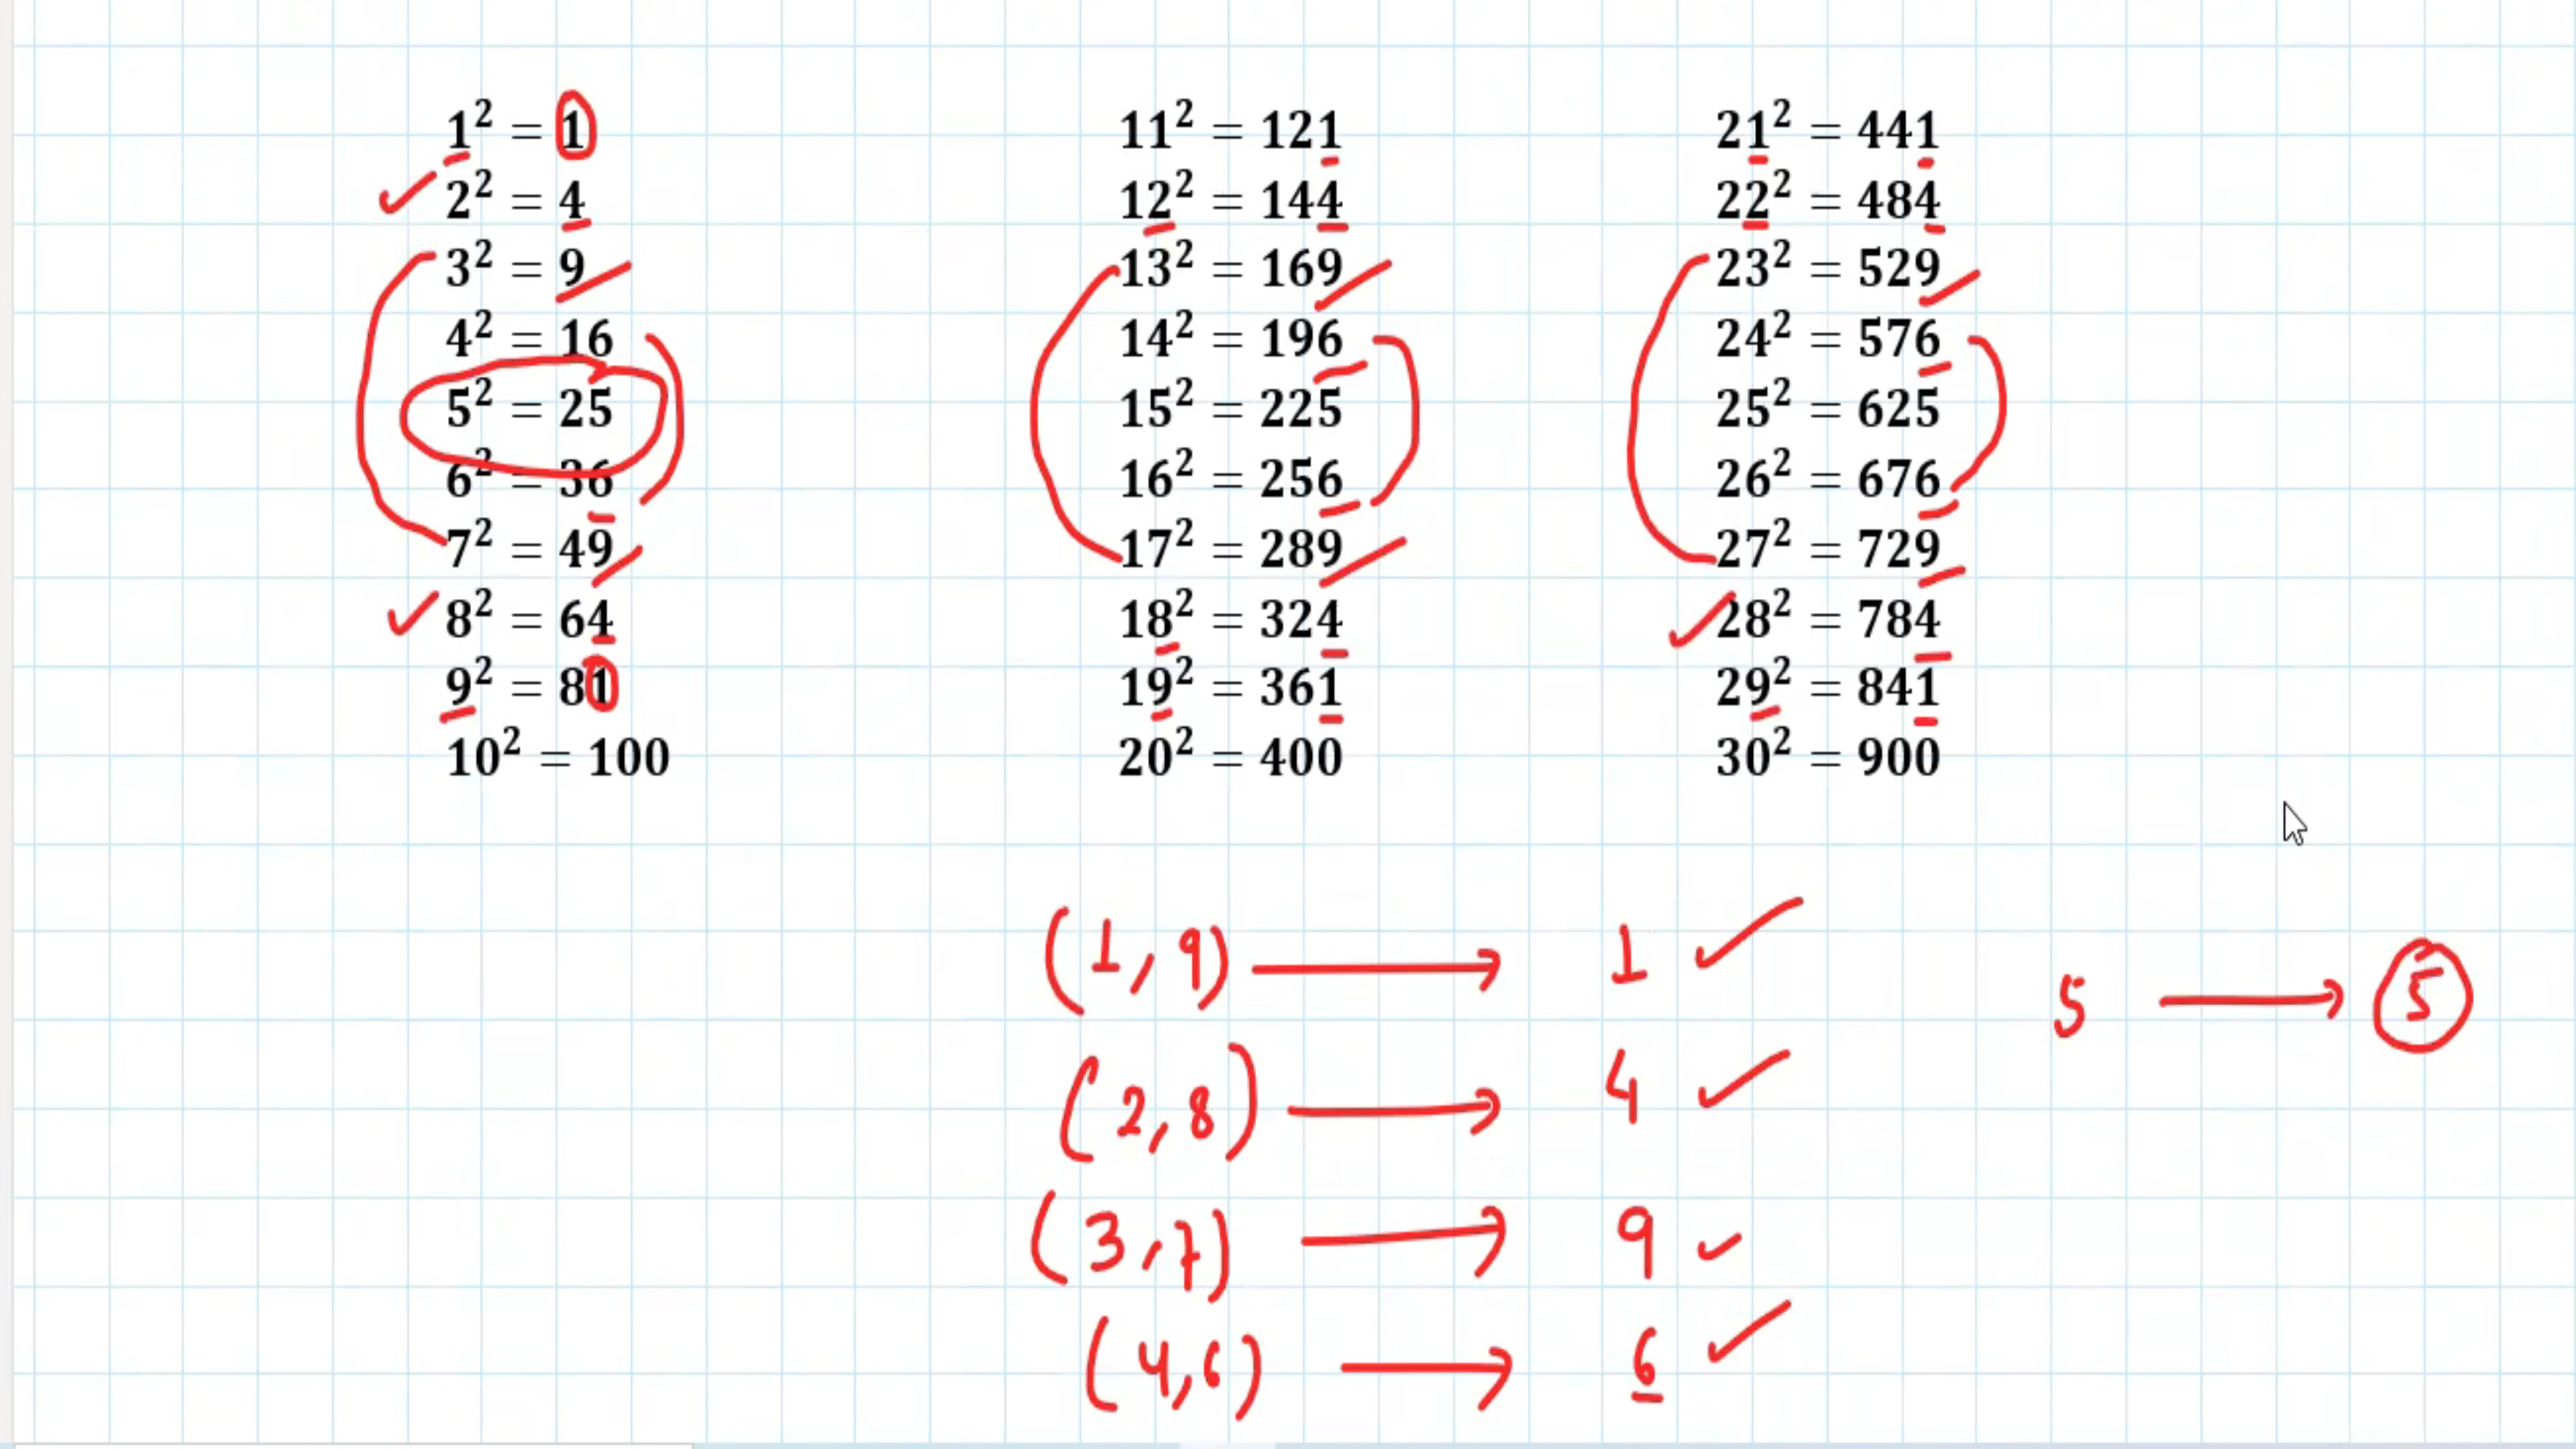 1² = 1
2² = 4
3² = 9
4² = 16
5² = 25
6² = 36
7² = 49
8² = 64
9² = 81
10² = 100
11² = 121
12² = 144
13² = 169
14² = 196
15² = 225
16² = 256
17² = 289
18² = 324
19² = 361
20² = 400
21² = 441
22² = 484
23² = 529
24² = 576
25² = 625
26² = 676
27² = 729
28² = 784
29² = 841
30² = 900
(1, 9) → 1 ✓
(2, 8) → 4 ✓
(3, 7) → 9 ✓
(4, 6) → 6 ✓
5 → 5